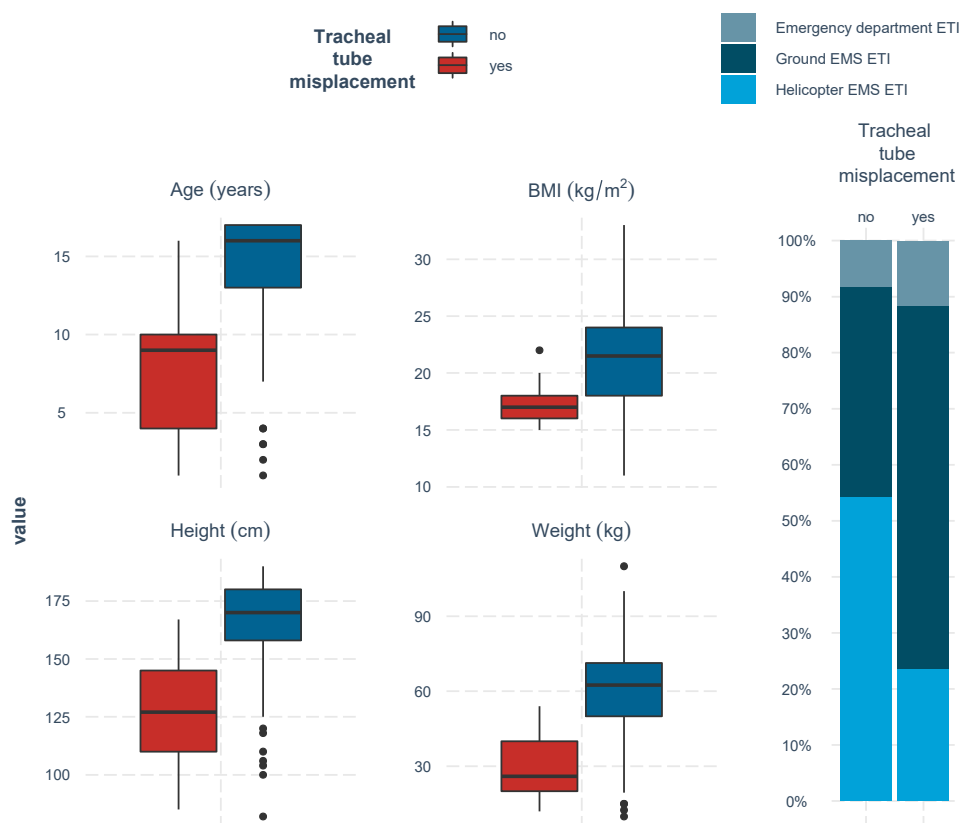 Tracheal
tube
misplacement
no
yes
Emergency department ETI
Ground EMS ETI
Helicopter EMS ETI
Tracheal
tube
misplacement
no
yes
value
Age (years)
15
10
5
BMI (kg/m²)
30
25
20
15
10
Height (cm)
175
150
125
100
Weight (kg)
90
60
30
100%
90%
80%
70%
60%
50%
40%
30%
20%
10%
0%